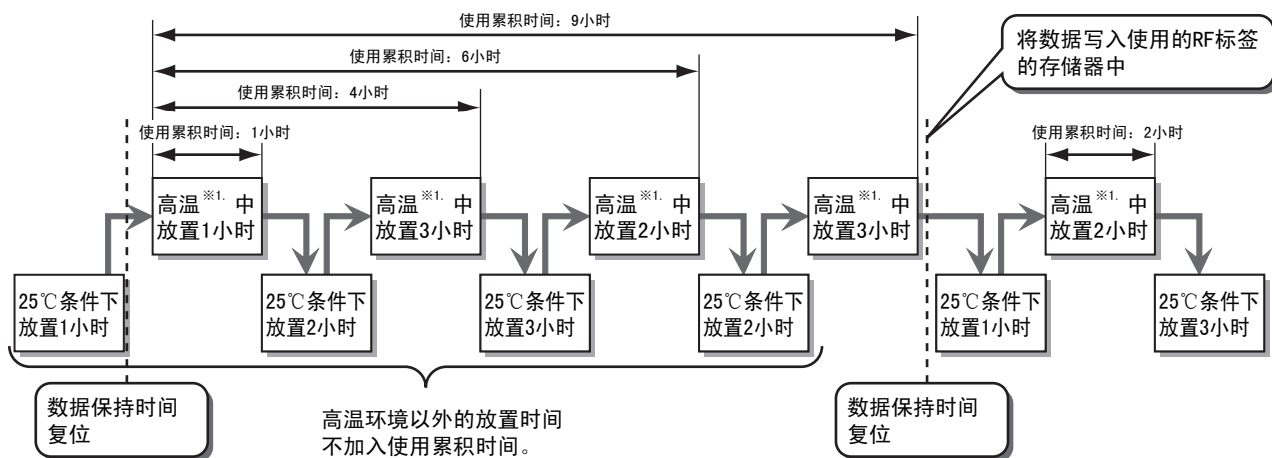 使用累积时间：9小时
使用累积时间：6小时
使用累积时间：4小时
使用累积时间：1小时
将数据写入使用的RF标签
的存储器中
使用累积时间：2小时
高温※1.中
放置1小时
高温※1.中
放置3小时
高温※1.中
放置2小时
高温※1.中
放置3小时
高温※1.中
放置2小时
25℃条件下
放置1小时
25℃条件下
放置2小时
25℃条件下
放置3小时
25℃条件下
放置2小时
25℃条件下
放置1小时
25℃条件下
放置3小时
数据保持时间
复位
高温环境以外的放置时间
不加入使用累积时间。
数据保持时间
复位